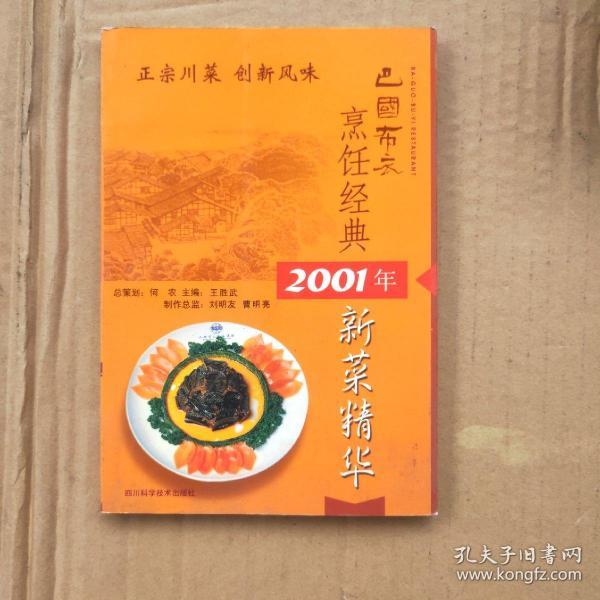 正宗川菜 创新风味
巴國布衣
BA-GUO-BU-YI RESTAURANT
烹饪经典
2001年
新菜精华
总策划：何 农 主编：王胜武
制作总监：刘明友 曹明亮
四川科学技术出版社
孔夫子旧书网
www.kongfz.com